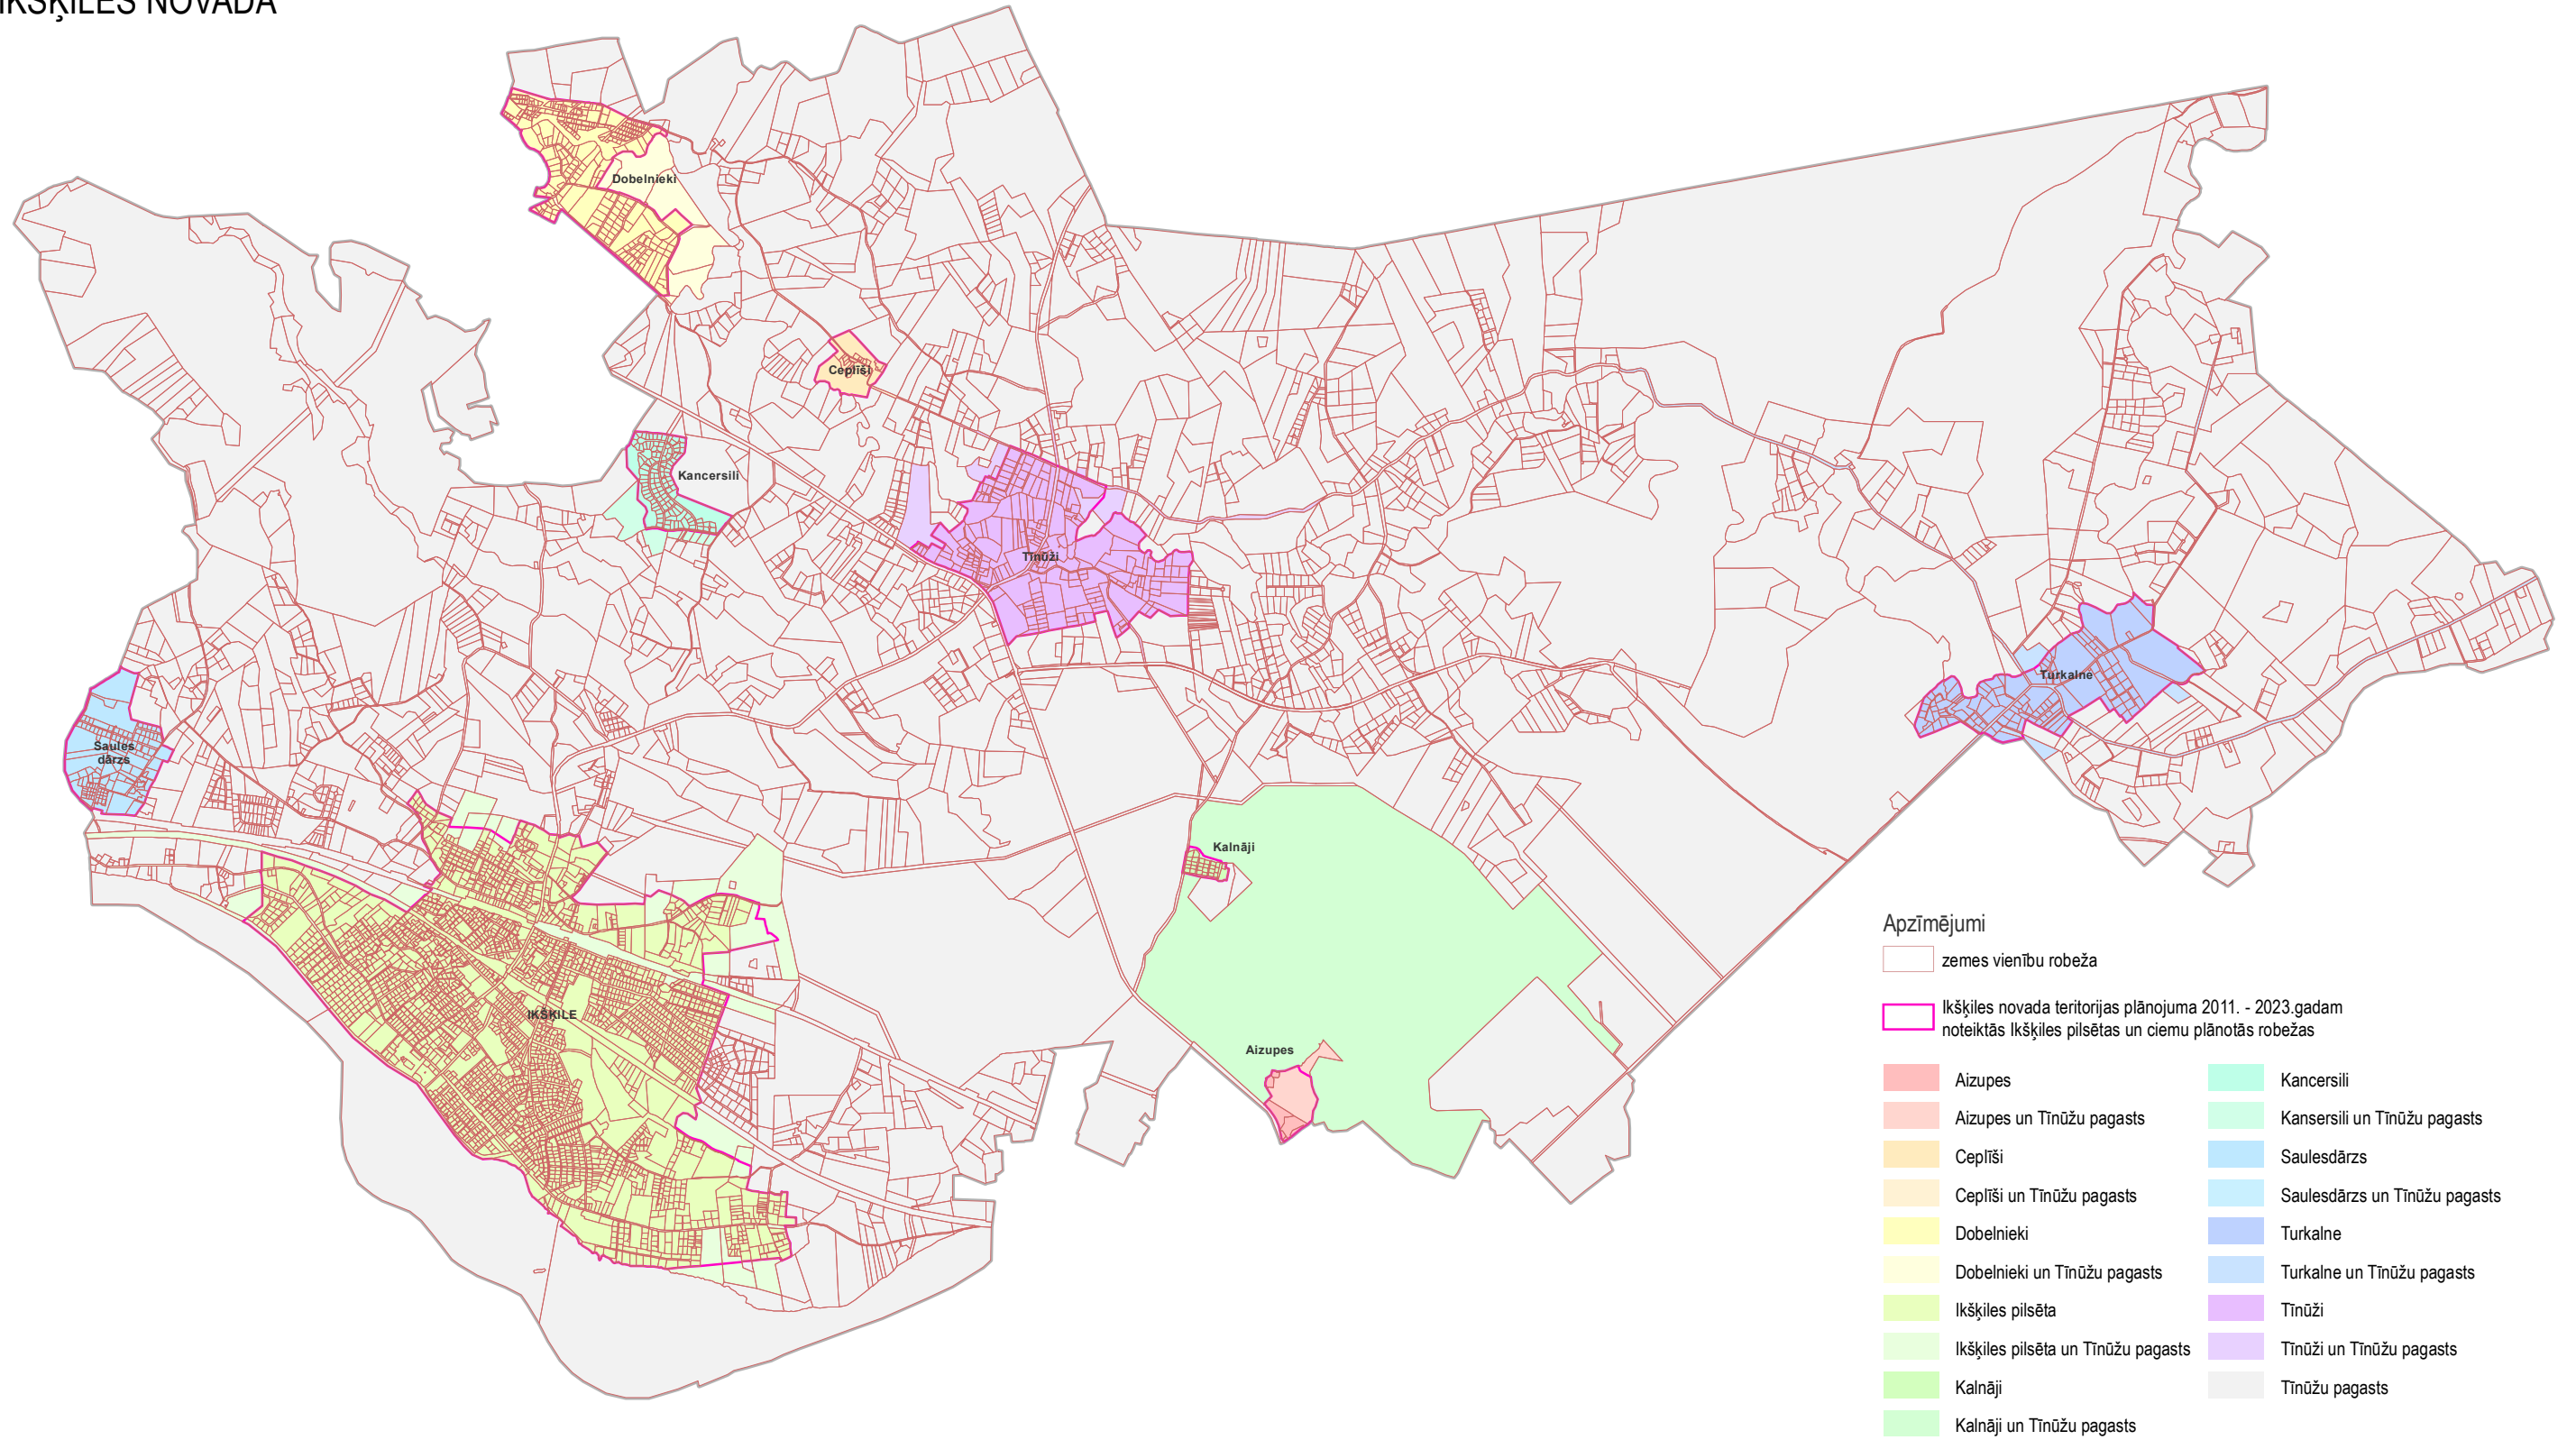 IKŠĶILES NOVADĀ
Dobelnieki
Ceplīši
Kancersili
Tīnūži
Turkalne
Saules
dārzs
Kalnāji
IKŠĶILE
Aizupes
Apzīmējumi
zemes vienību robeža
Ikšķiles novada teritorijas plānojuma 2011. - 2023.gadam
noteiktās Ikšķiles pilsētas un ciemu plānotās robežas
Aizupes
Aizupes un Tīnūžu pagasts
Ceplīši
Ceplīši un Tīnūžu pagasts
Dobelnieki
Dobelnieki un Tīnūžu pagasts
Ikšķiles pilsēta
Ikšķiles pilsēta un Tīnūžu pagasts
Kalnāji
Kalnāji un Tīnūžu pagasts
Kancersili
Kansersili un Tīnūžu pagasts
Saulesdārzs
Saulesdārzs un Tīnūžu pagasts
Turkalne
Turkalne un Tīnūžu pagasts
Tīnūži
Tīnūži un Tīnūžu pagasts
Tīnūžu pagasts